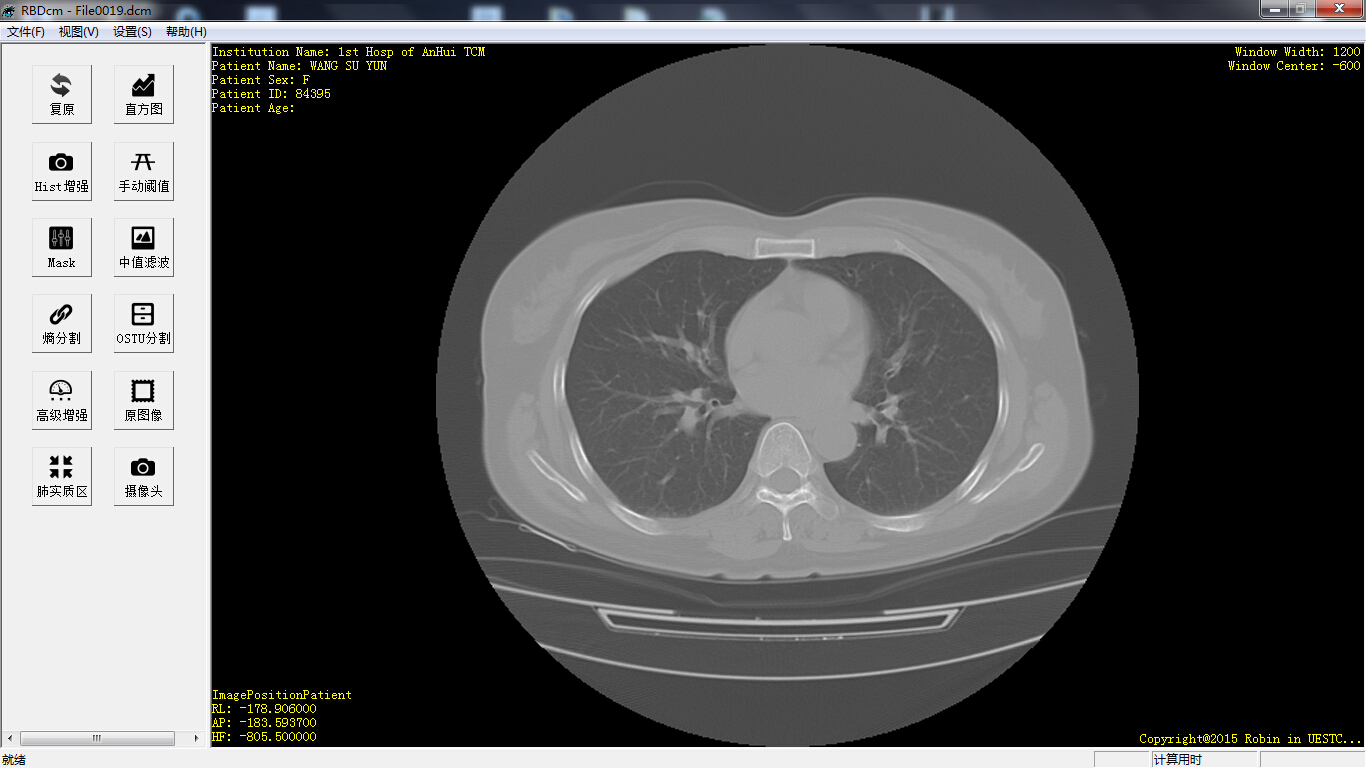 RBDcm - File0019.dcm
文件(F) 视图(V) 设置(S) 帮助(H)
复原 直方图
Hist增强 手动阈值
Mask 中值滤波
熵分割 OSTU分割
高级增强 原图像
肺实质区 摄像头
Institution Name: 1st Hosp of AnHui TCM
Patient Name: WANG SU YUN
Patient Sex: F
Patient ID: 84395
Patient Age:
Window Width: 1200
Window Center: -600
ImagePositionPatient
RL: -178.906000
AP: -183.593700
HF: -805.500000
Copyright@2015 Robin in UESTC...
就绪
计算用时